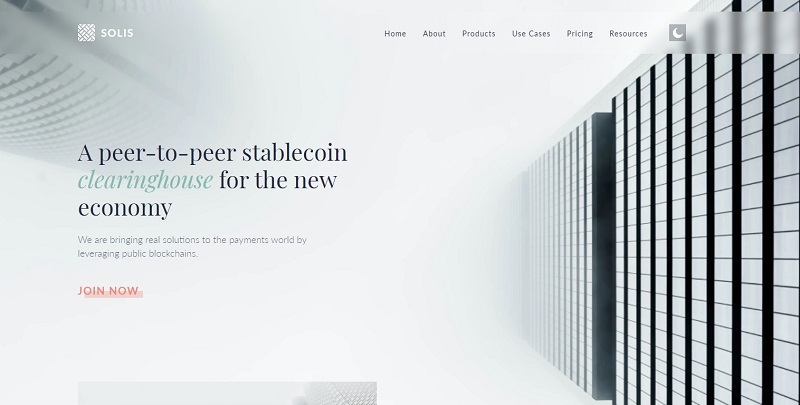 SOLIS
Home About Products Use Cases Pricing Resources
A peer-to-peer stablecoin
clearinghouse for the new
economy
We are bringing real solutions to the payments world by
leveraging public blockchains.
JOIN NOW